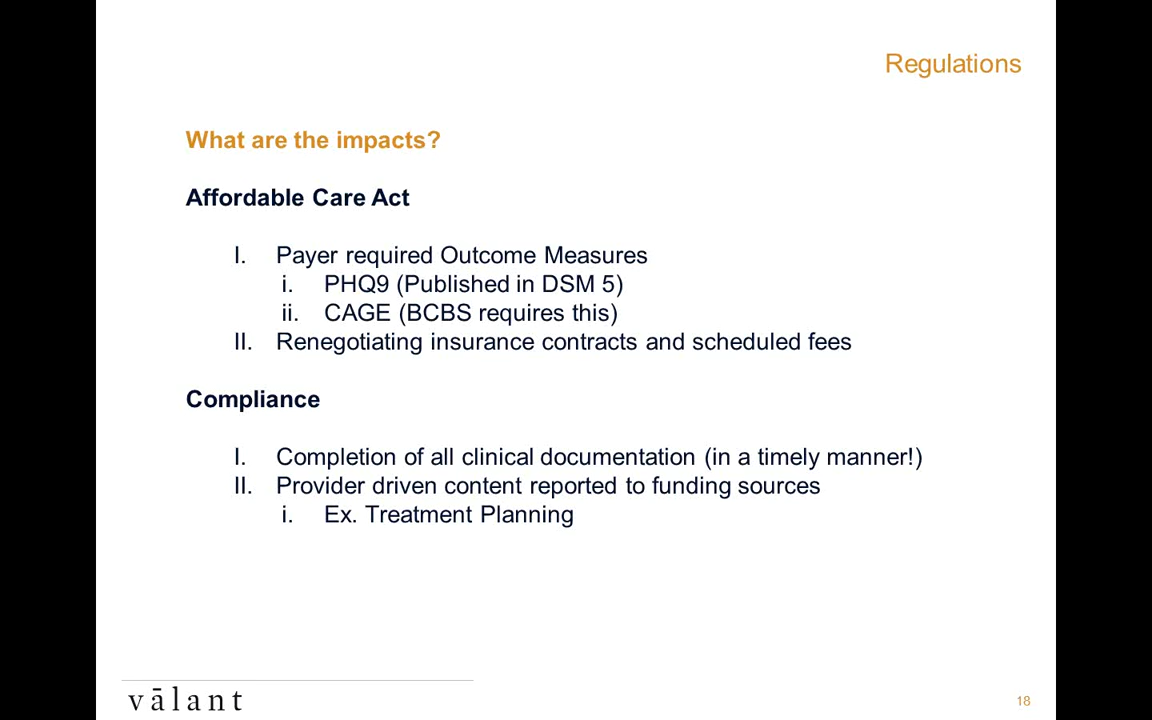 Regulations
What are the impacts?
Affordable Care Act
I. Payer required Outcome Measures
i. PHQ9 (Published in DSM 5)
ii. CAGE (BCBS requires this)
II. Renegotiating insurance contracts and scheduled fees
Compliance
I. Completion of all clinical documentation (in a timely manner!)
II. Provider driven content reported to funding sources
i. Ex. Treatment Planning
vālant
18